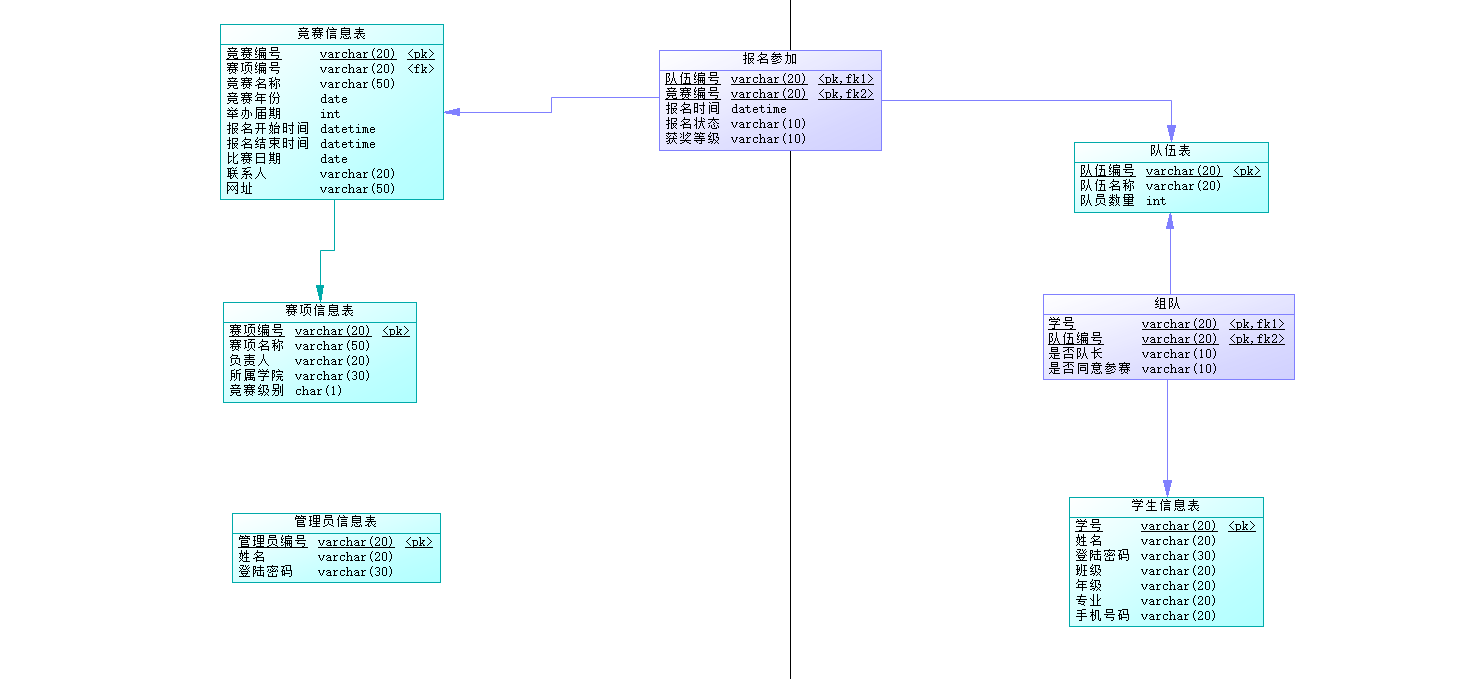 竟赛信息表
竟赛编号 varchar(20) <pk>
赛项编号 varchar(20) <fk>
竟赛名称 varchar(50)
竟赛年份 date
举办届期 int
报名开始时间 datetime
报名结束时间 datetime
比赛日期 date
联系人 varchar(20)
网址 varchar(50)
报名参加
队伍编号 varchar(20) <pk,fk1>
竟赛编号 varchar(20) <pk,fk2>
报名时间 datetime
报名状态 varchar(10)
获奖等级 varchar(10)
队伍表
队伍编号 varchar(20) <pk>
队伍名称 varchar(20)
队员数量 int
赛项信息表
赛项编号 varchar(20) <pk>
赛项名称 varchar(50)
负责人 varchar(20)
所属学院 varchar(30)
竟赛级别 char(1)
组队
学号 varchar(20) <pk,fk1>
队伍编号 varchar(20) <pk,fk2>
是否队长 varchar(10)
是否同意参赛 varchar(10)
管理员信息表
管理员编号 varchar(20) <pk>
姓名 varchar(20)
登陆密码 varchar(30)
学生信息表
学号 varchar(20) <pk>
姓名 varchar(20)
登陆密码 varchar(30)
班级 varchar(20)
年级 varchar(20)
专业 varchar(20)
手机号码 varchar(20)